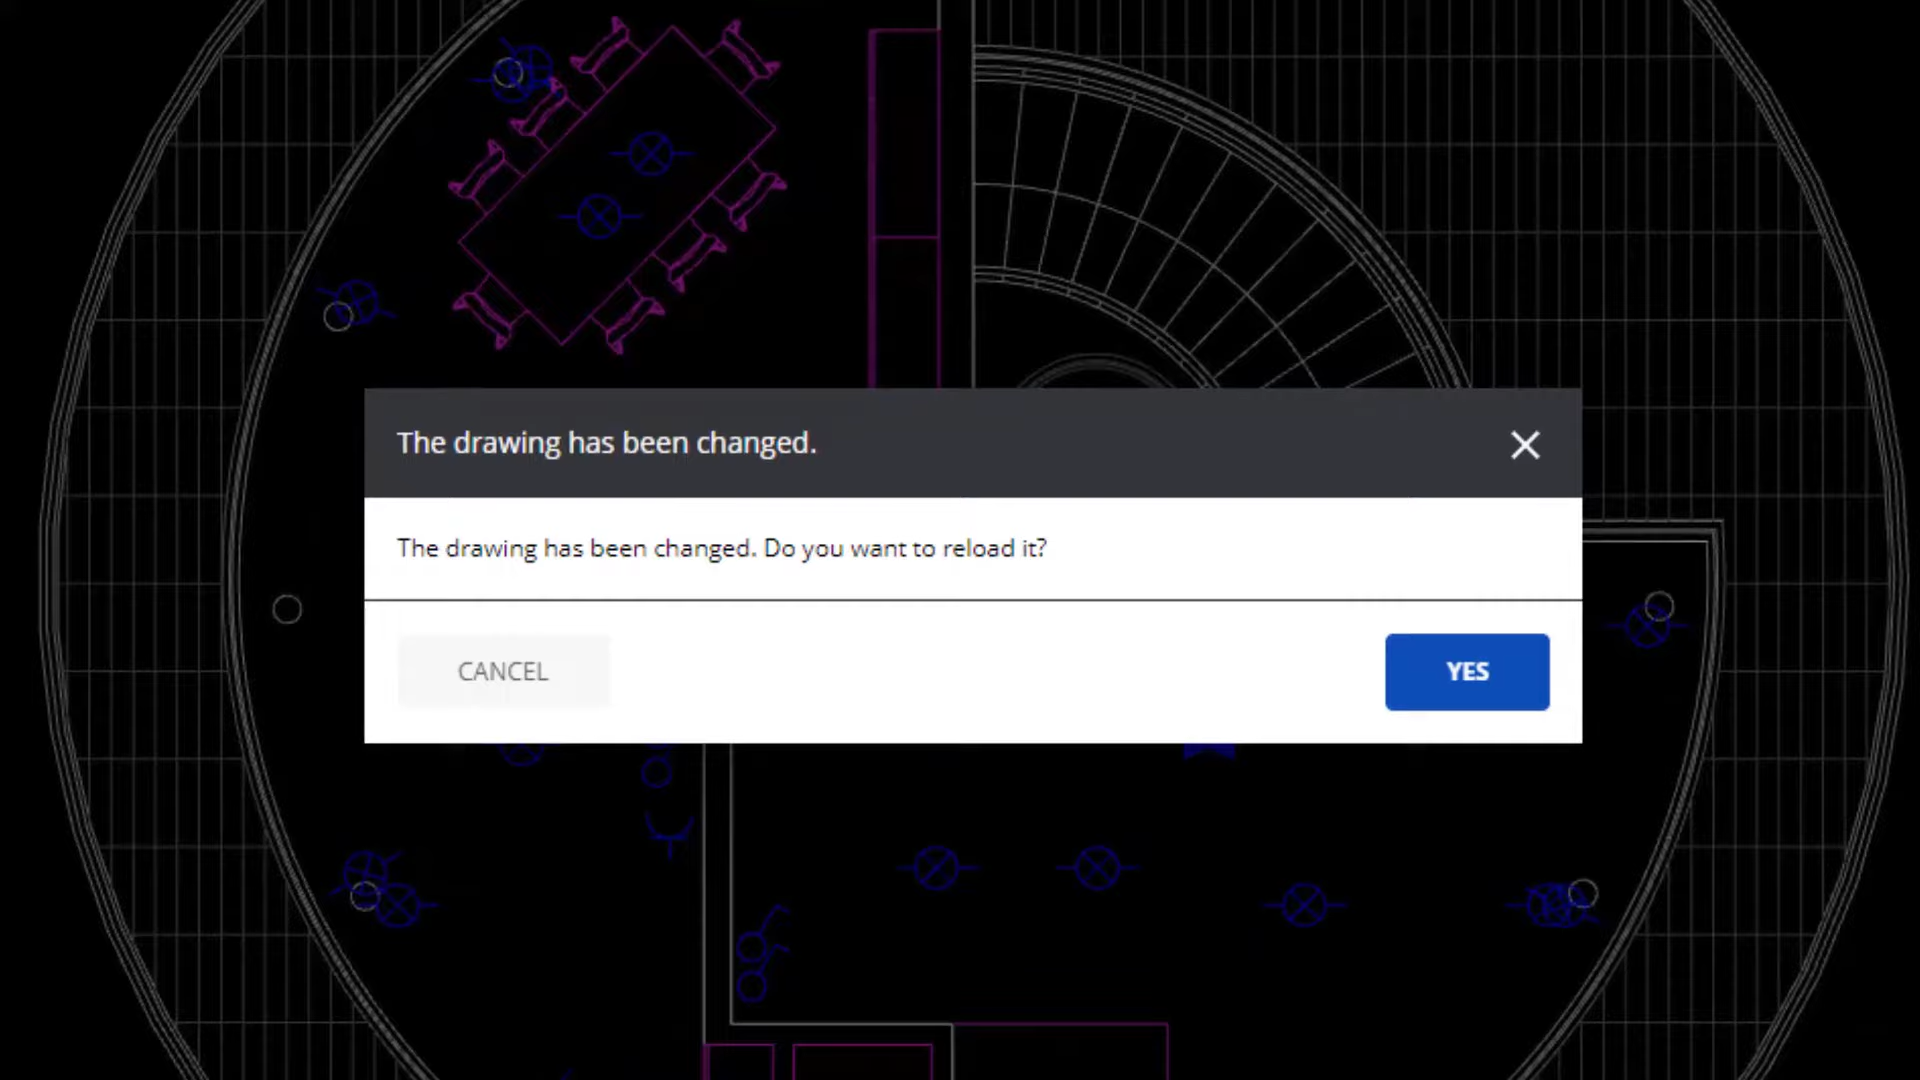 The drawing has been changed.
The drawing has been changed. Do you want to reload it?
CANCEL
YES